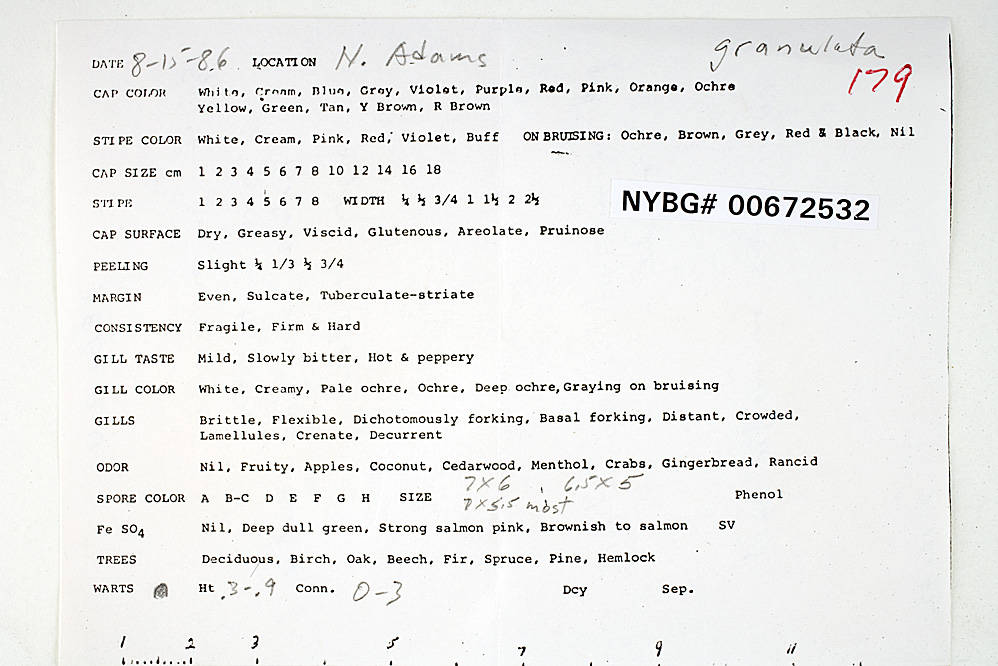 granulata
DATE 8-15-86 LOCATION N. Adams
179
CAP COLOR White, Cream, Blue, Grey, Violet, Purple, Red, Pink, Orange, Ochre
Yellow, Green, Tan, Y Brown, R Brown
STIPE COLOR White, Cream, Pink, Red, Violet, Buff ON BRUISING: Ochre, Brown, Grey, Red & Black, Nil
CAP SIZE cm 1 2 3 4 5 6 7 8 10 12 14 16 18
STIPE 1 2 3 4 5 6 7 8 WIDTH ¼ ½ 3/4 1 1½ 2 2½
NYBG# 00672532
CAP SURFACE Dry, Greasy, Viscid, Glutenous, Areolate, Pruinose
PEELING Slight ¼ 1/3 ½ 3/4
MARGIN Even, Sulcate, Tuberculate-striate
CONSISTENCY Fragile, Firm & Hard
GILL TASTE Mild, Slowly bitter, Hot & peppery
GILL COLOR White, Creamy, Pale ochre, Ochre, Deep ochre, Graying on bruising
GILLS Brittle, Flexible, Dichotomously forking, Basal forking, Distant, Crowded,
Lamellules, Crenate, Decurrent
ODOR Nil, Fruity, Apples, Coconut, Cedarwood, Menthol, Crabs, Gingerbread, Rancid
7X6 , 6.5X5
SPORE COLOR A B-C D E F G H SIZE 7X5.5 most Phenol
Fe SO4 Nil, Deep dull green, Strong salmon pink, Brownish to salmon SV
TREES Deciduous, Birch, Oak, Beech, Fir, Spruce, Pine, Hemlock
WARTS Ht .3-.9 Conn. 0-3 Dcy Sep.
1 2 3 5 7 9 11